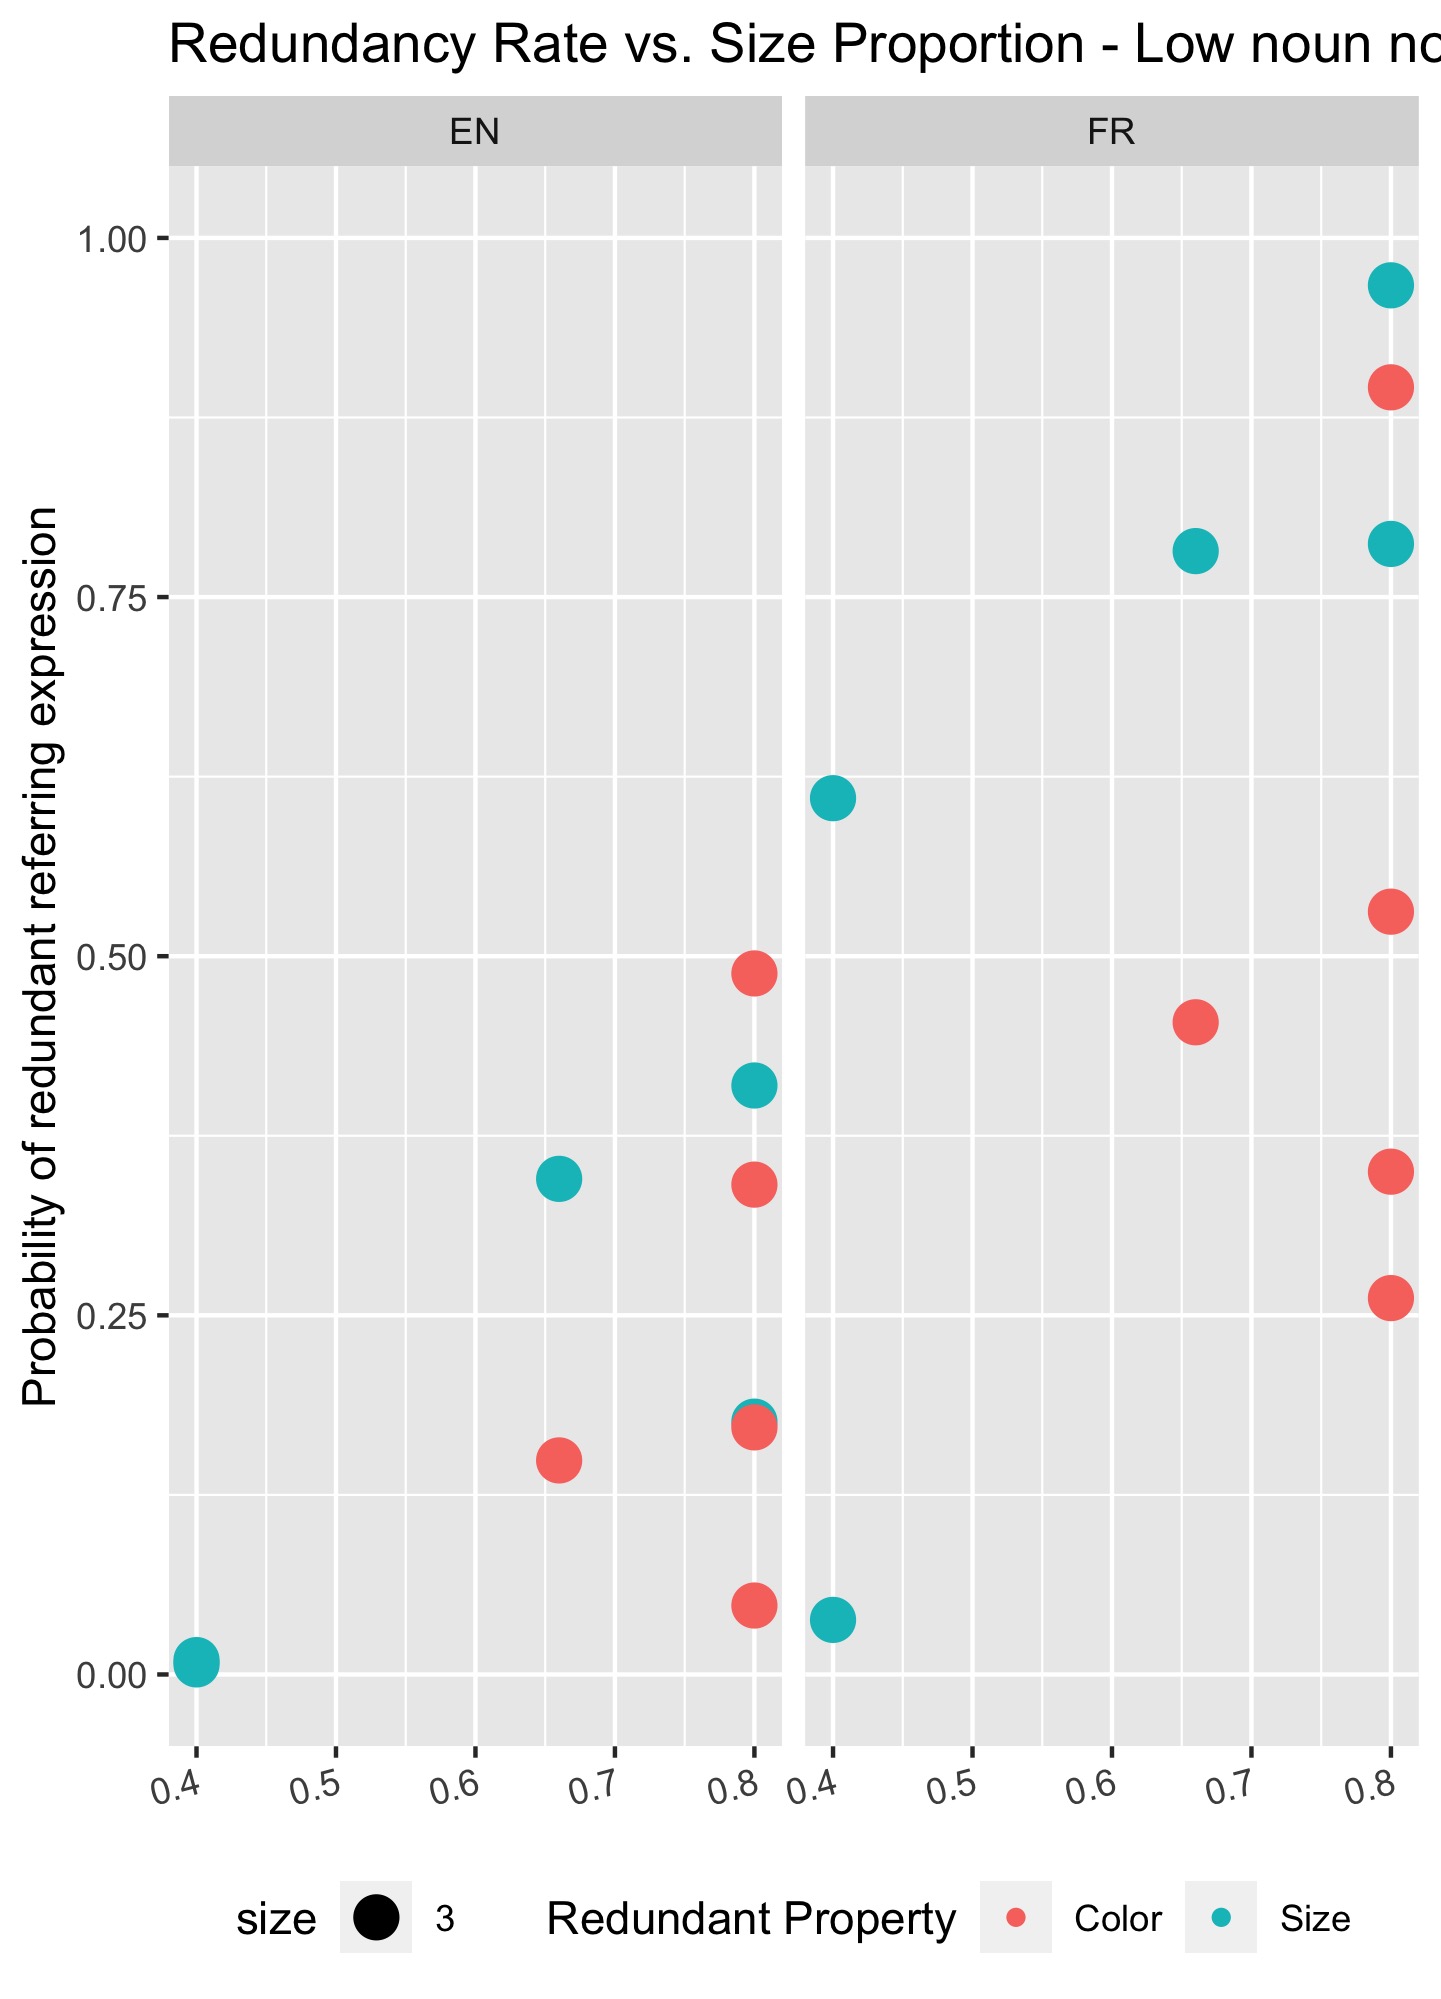 Redundancy Rate vs. Size Proportion - Low noun
EN
FR
Probability of redundant referring expression
1.00
0.75
0.50
0.25
0.00
0.4 0.5 0.6 0.7 0.8 0.4 0.5 0.6 0.7 0.8
size 3 Redundant Property Color Size